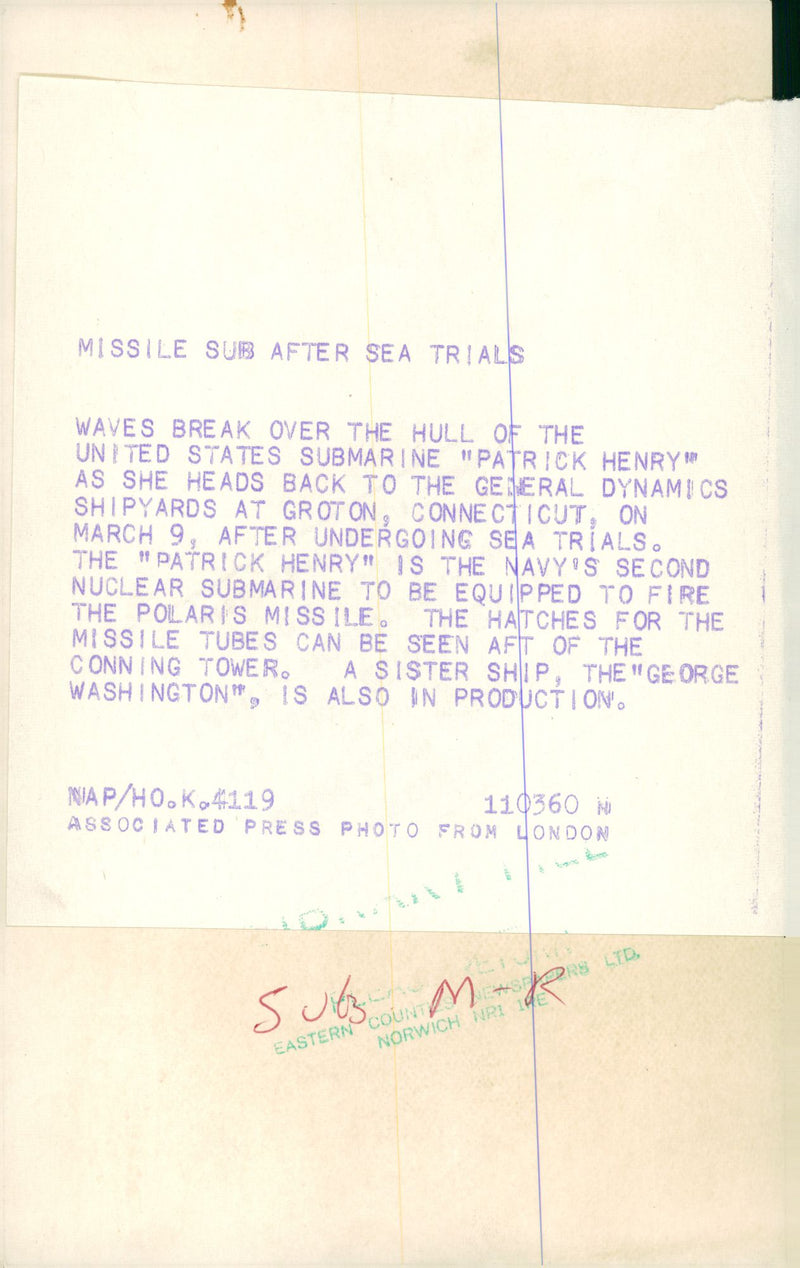 MISSILE SUB AFTER SEA TRIALS
WAVES BREAK OVER THE HULL OF THE
UNITED STATES SUBMARINE "PATRICK HENRY"
AS SHE HEADS BACK TO THE GENERAL DYNAMICS
SHIPYARDS AT GROTON, CONNECTICUT, ON
MARCH 9, AFTER UNDERGOING SEA TRIALS.
THE "PATRICK HENRY" IS THE NAVY'S SECOND
NUCLEAR SUBMARINE TO BE EQUIPPED TO FIRE
THE POLARIS MISSILE. THE HATCHES FOR THE
MISSILE TUBES CAN BE SEEN AFT OF THE
CONNING TOWER. A SISTER SHIP, THE"GEORGE
WASHINGTON", IS ALSO IN PRODUCTION.
NAP/HO.K.4119 110360 N
ASSOCIATED PRESS PHOTO FROM LONDON
Subs M-R
EASTERN COUNTIES NEWSPAPERS LTD.
NORWICH NR1 1RE